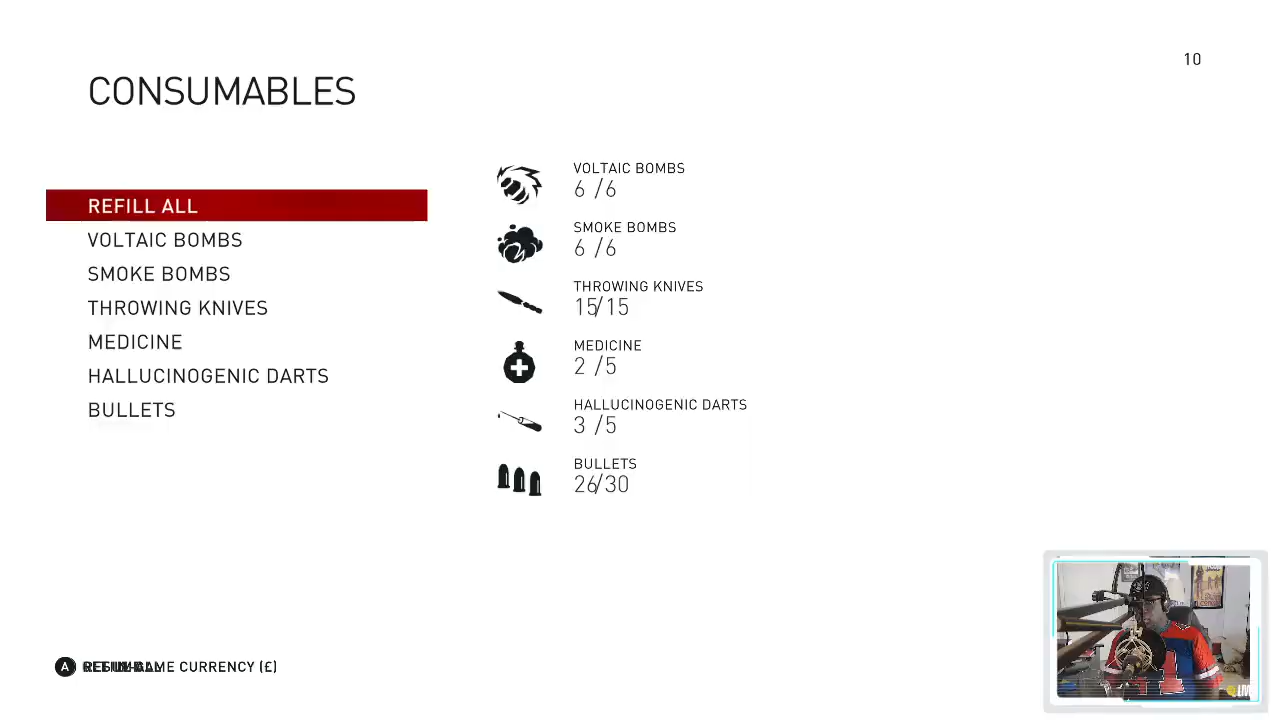 10
CONSUMABLES
REFILL ALL
VOLTAIC BOMBS
SMOKE BOMBS
THROWING KNIVES
MEDICINE
HALLUCINOGENIC DARTS
BULLETS
VOLTAIC BOMBS
6 /6
SMOKE BOMBS
6 /6
THROWING KNIVES
15/15
MEDICINE
2 /5
HALLUCINOGENIC DARTS
3 /5
BULLETS
26/30
A CURRENCY (£)